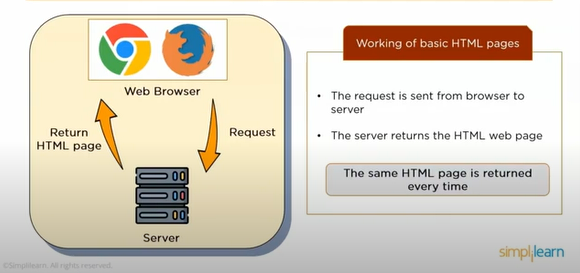 Web Browser
Return
HTML page
Request
Server
Working of basic HTML pages
• The request is sent from browser to
server
• The server returns the HTML web page
The same HTML page is returned
every time
©Simplilearn. All rights reserved.
simplilearn